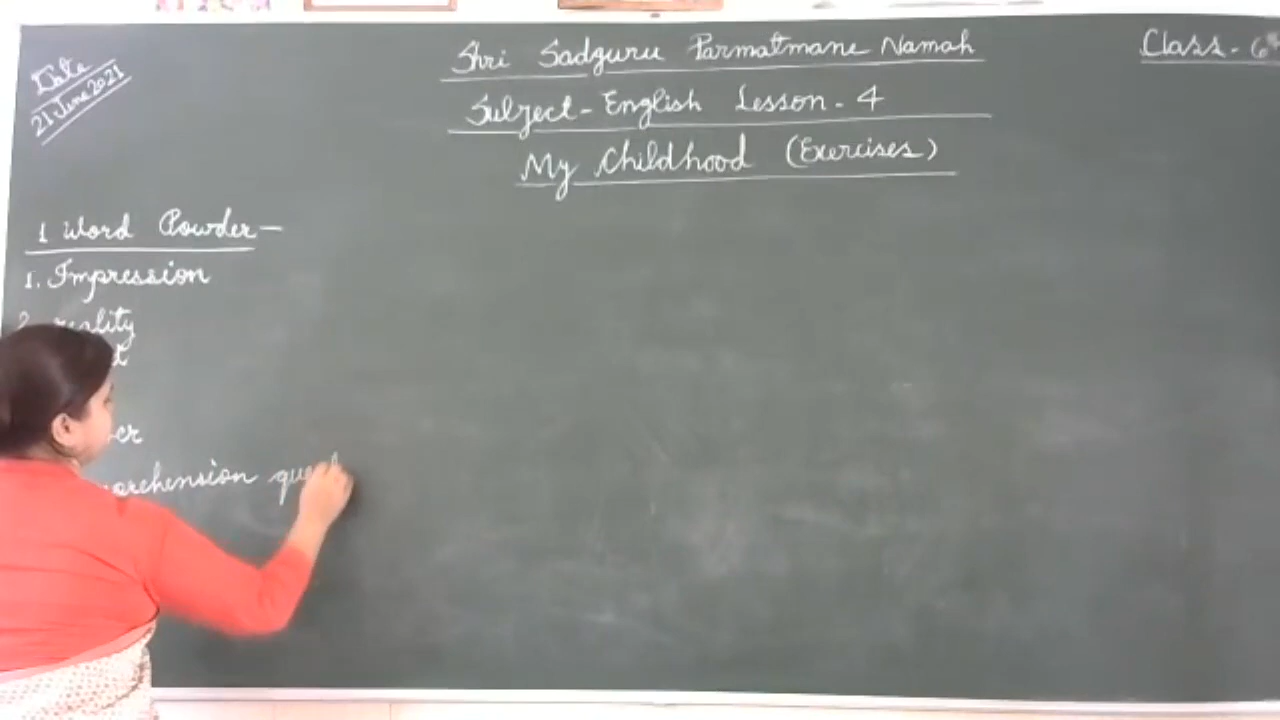 Date
21 June 2021
Shri Sadguru Parmatmane Namah
Class - 6
Subject - English Lesson - 4
My Childhood (Exercises)
1 Word Powder -
1. Impression
2. reality